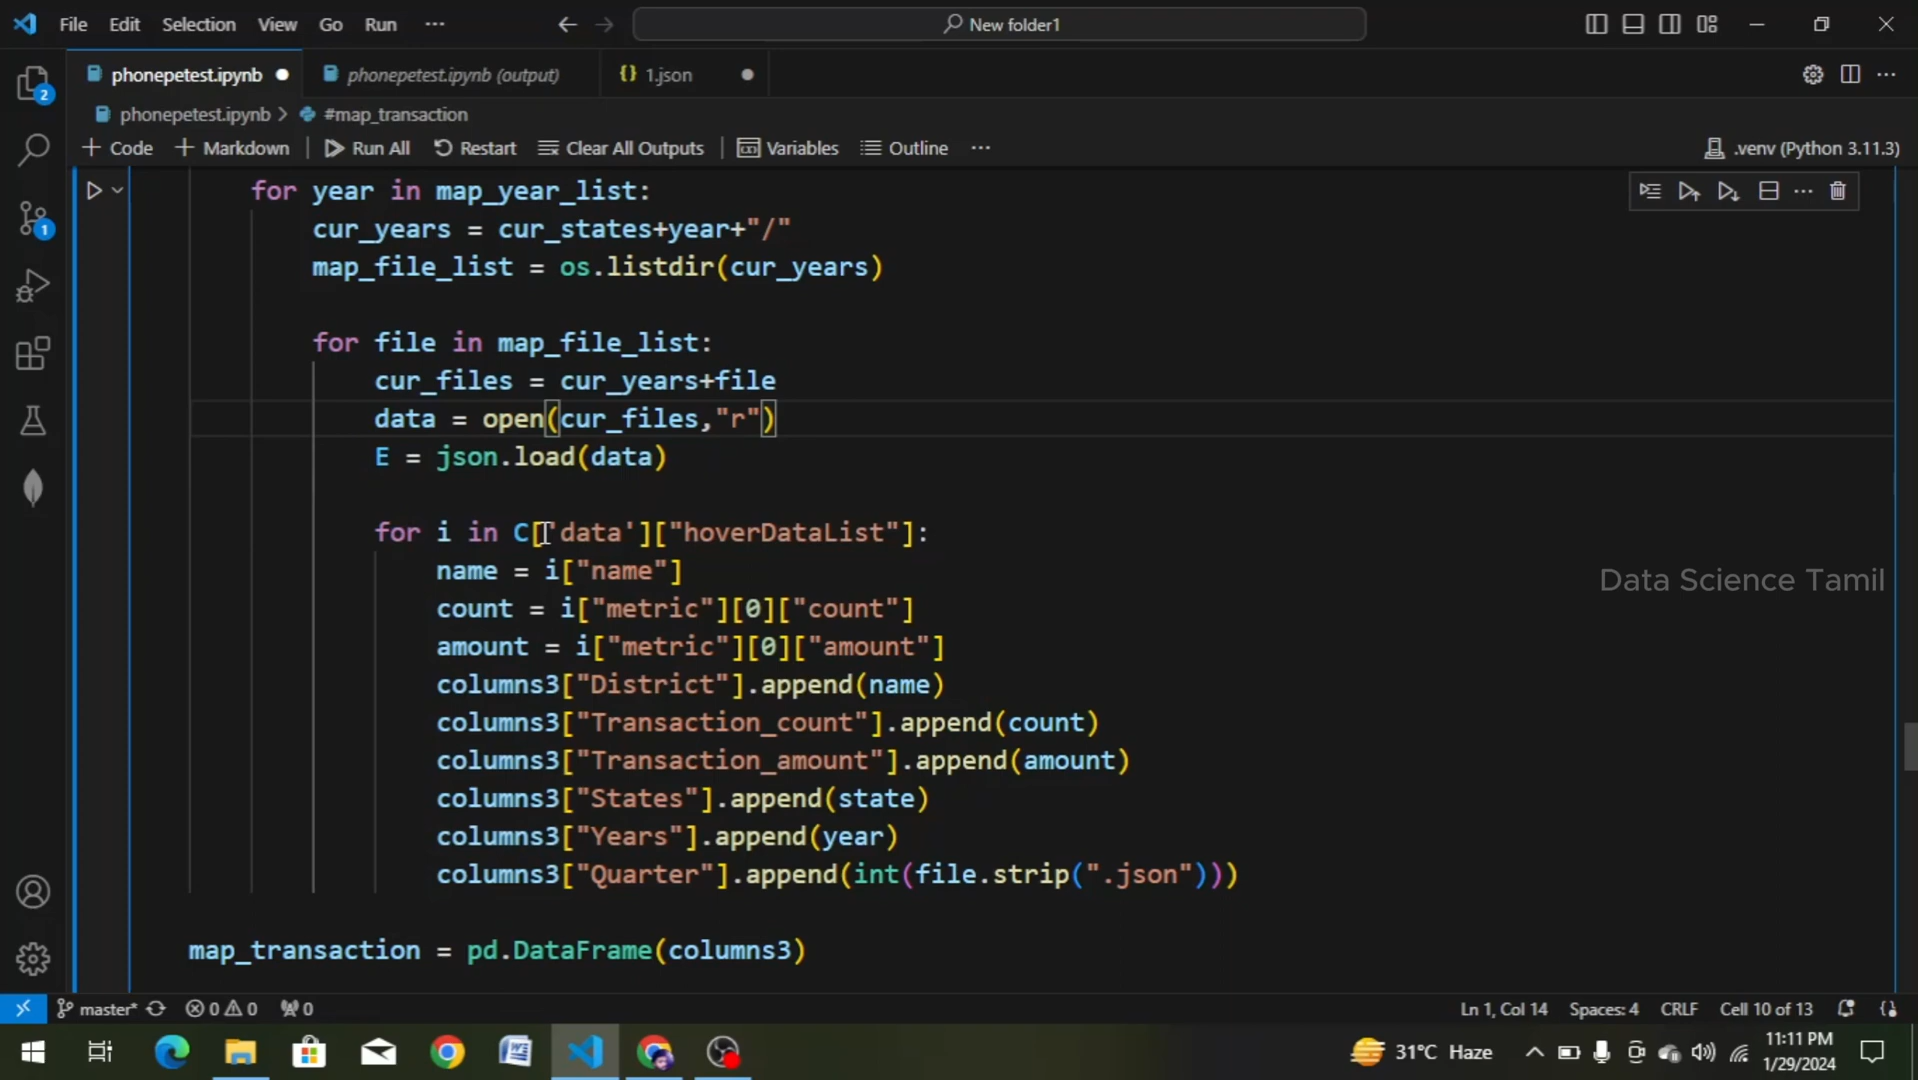 File Edit Selection View Go Run ··· New folder1
phonepetest.ipynb phonepetest.ipynb (output) {} 1.json
phonepetest.ipynb > #map_transaction
+ Code + Markdown Run All Restart Clear All Outputs Variables Outline ··· .venv (Python 3.11.3)
for year in map_year_list:
cur_years = cur_states+year+"/"
map_file_list = os.listdir(cur_years)
for file in map_file_list:
cur_files = cur_years+file
data = open(cur_files,"r")
E = json.load(data)
for i in C['data']["hoverDataList"]:
name = i["name"]
Data Science Tamil
count = i["metric"][0]["count"]
amount = i["metric"][0]["amount"]
columns3["District"].append(name)
columns3["Transaction_count"].append(count)
columns3["Transaction_amount"].append(amount)
columns3["States"].append(state)
columns3["Years"].append(year)
columns3["Quarter"].append(int(file.strip(".json")))
map_transaction = pd.DataFrame(columns3)
master* 0 0 0 Ln 1, Col 14 Spaces: 4 CRLF Cell 10 of 13
31°C Haze 11:11 PM
1/29/2024
2
1